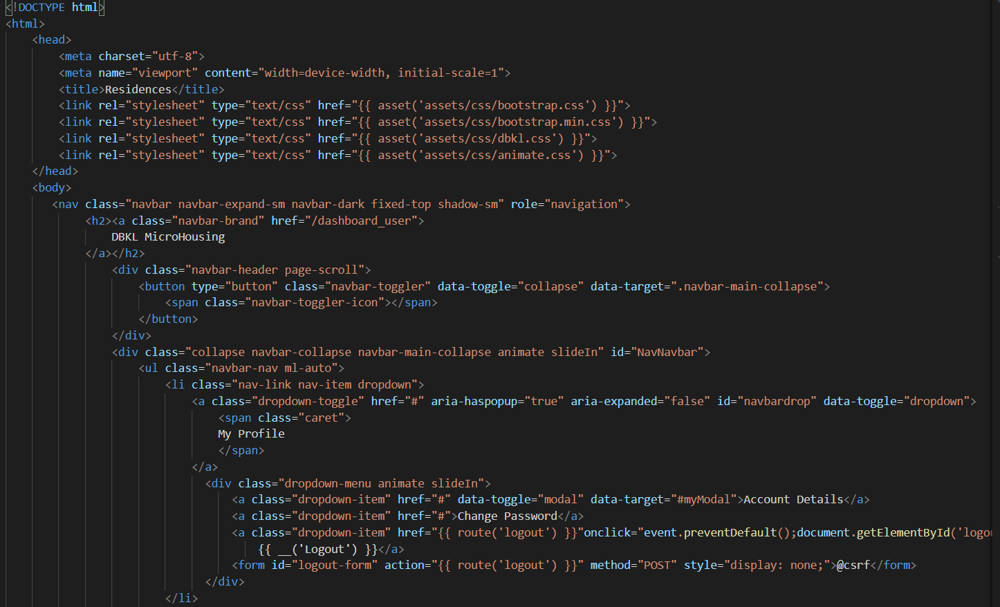 <!DOCTYPE html>
<html>
<head>
<meta charset="utf-8">
<meta name="viewport" content="width=device-width, initial-scale=1">
<title>Residences</title>
<link rel="stylesheet" type="text/css" href="{{ asset('assets/css/bootstrap.css') }}">
<link rel="stylesheet" type="text/css" href="{{ asset('assets/css/bootstrap.min.css') }}">
<link rel="stylesheet" type="text/css" href="{{ asset('assets/css/dbkl.css') }}">
<link rel="stylesheet" type="text/css" href="{{ asset('assets/css/animate.css') }}">
</head>
<body>
<nav class="navbar navbar-expand-sm navbar-dark fixed-top shadow-sm" role="navigation">
<h2><a class="navbar-brand" href="/dashboard_user">
DBKL MicroHousing
</a></h2>
<div class="navbar-header page-scroll">
<button type="button" class="navbar-toggler" data-toggle="collapse" data-target=".navbar-main-collapse">
<span class="navbar-toggler-icon"></span>
</button>
</div>
<div class="collapse navbar-collapse navbar-main-collapse animate slideIn" id="NavNavbar">
<ul class="navbar-nav ml-auto">
<li class="nav-link nav-item dropdown">
<a class="dropdown-toggle" href="#" aria-haspopup="true" aria-expanded="false" id="navbardrop" data-toggle="dropdown">
<span class="caret">
My Profile
</span>
</a>
<div class="dropdown-menu animate slideIn">
<a class="dropdown-item" href="#" data-toggle="modal" data-target="#myModal">Account Details</a>
<a class="dropdown-item" href="#">Change Password</a>
<a class="dropdown-item" href="{{ route('logout') }}"onclick="event.preventDefault();document.getElementById('logou
{{ __('Logout') }}</a>
<form id="logout-form" action="{{ route('logout') }}" method="POST" style="display: none;">@csrf</form>
</div>
</li>